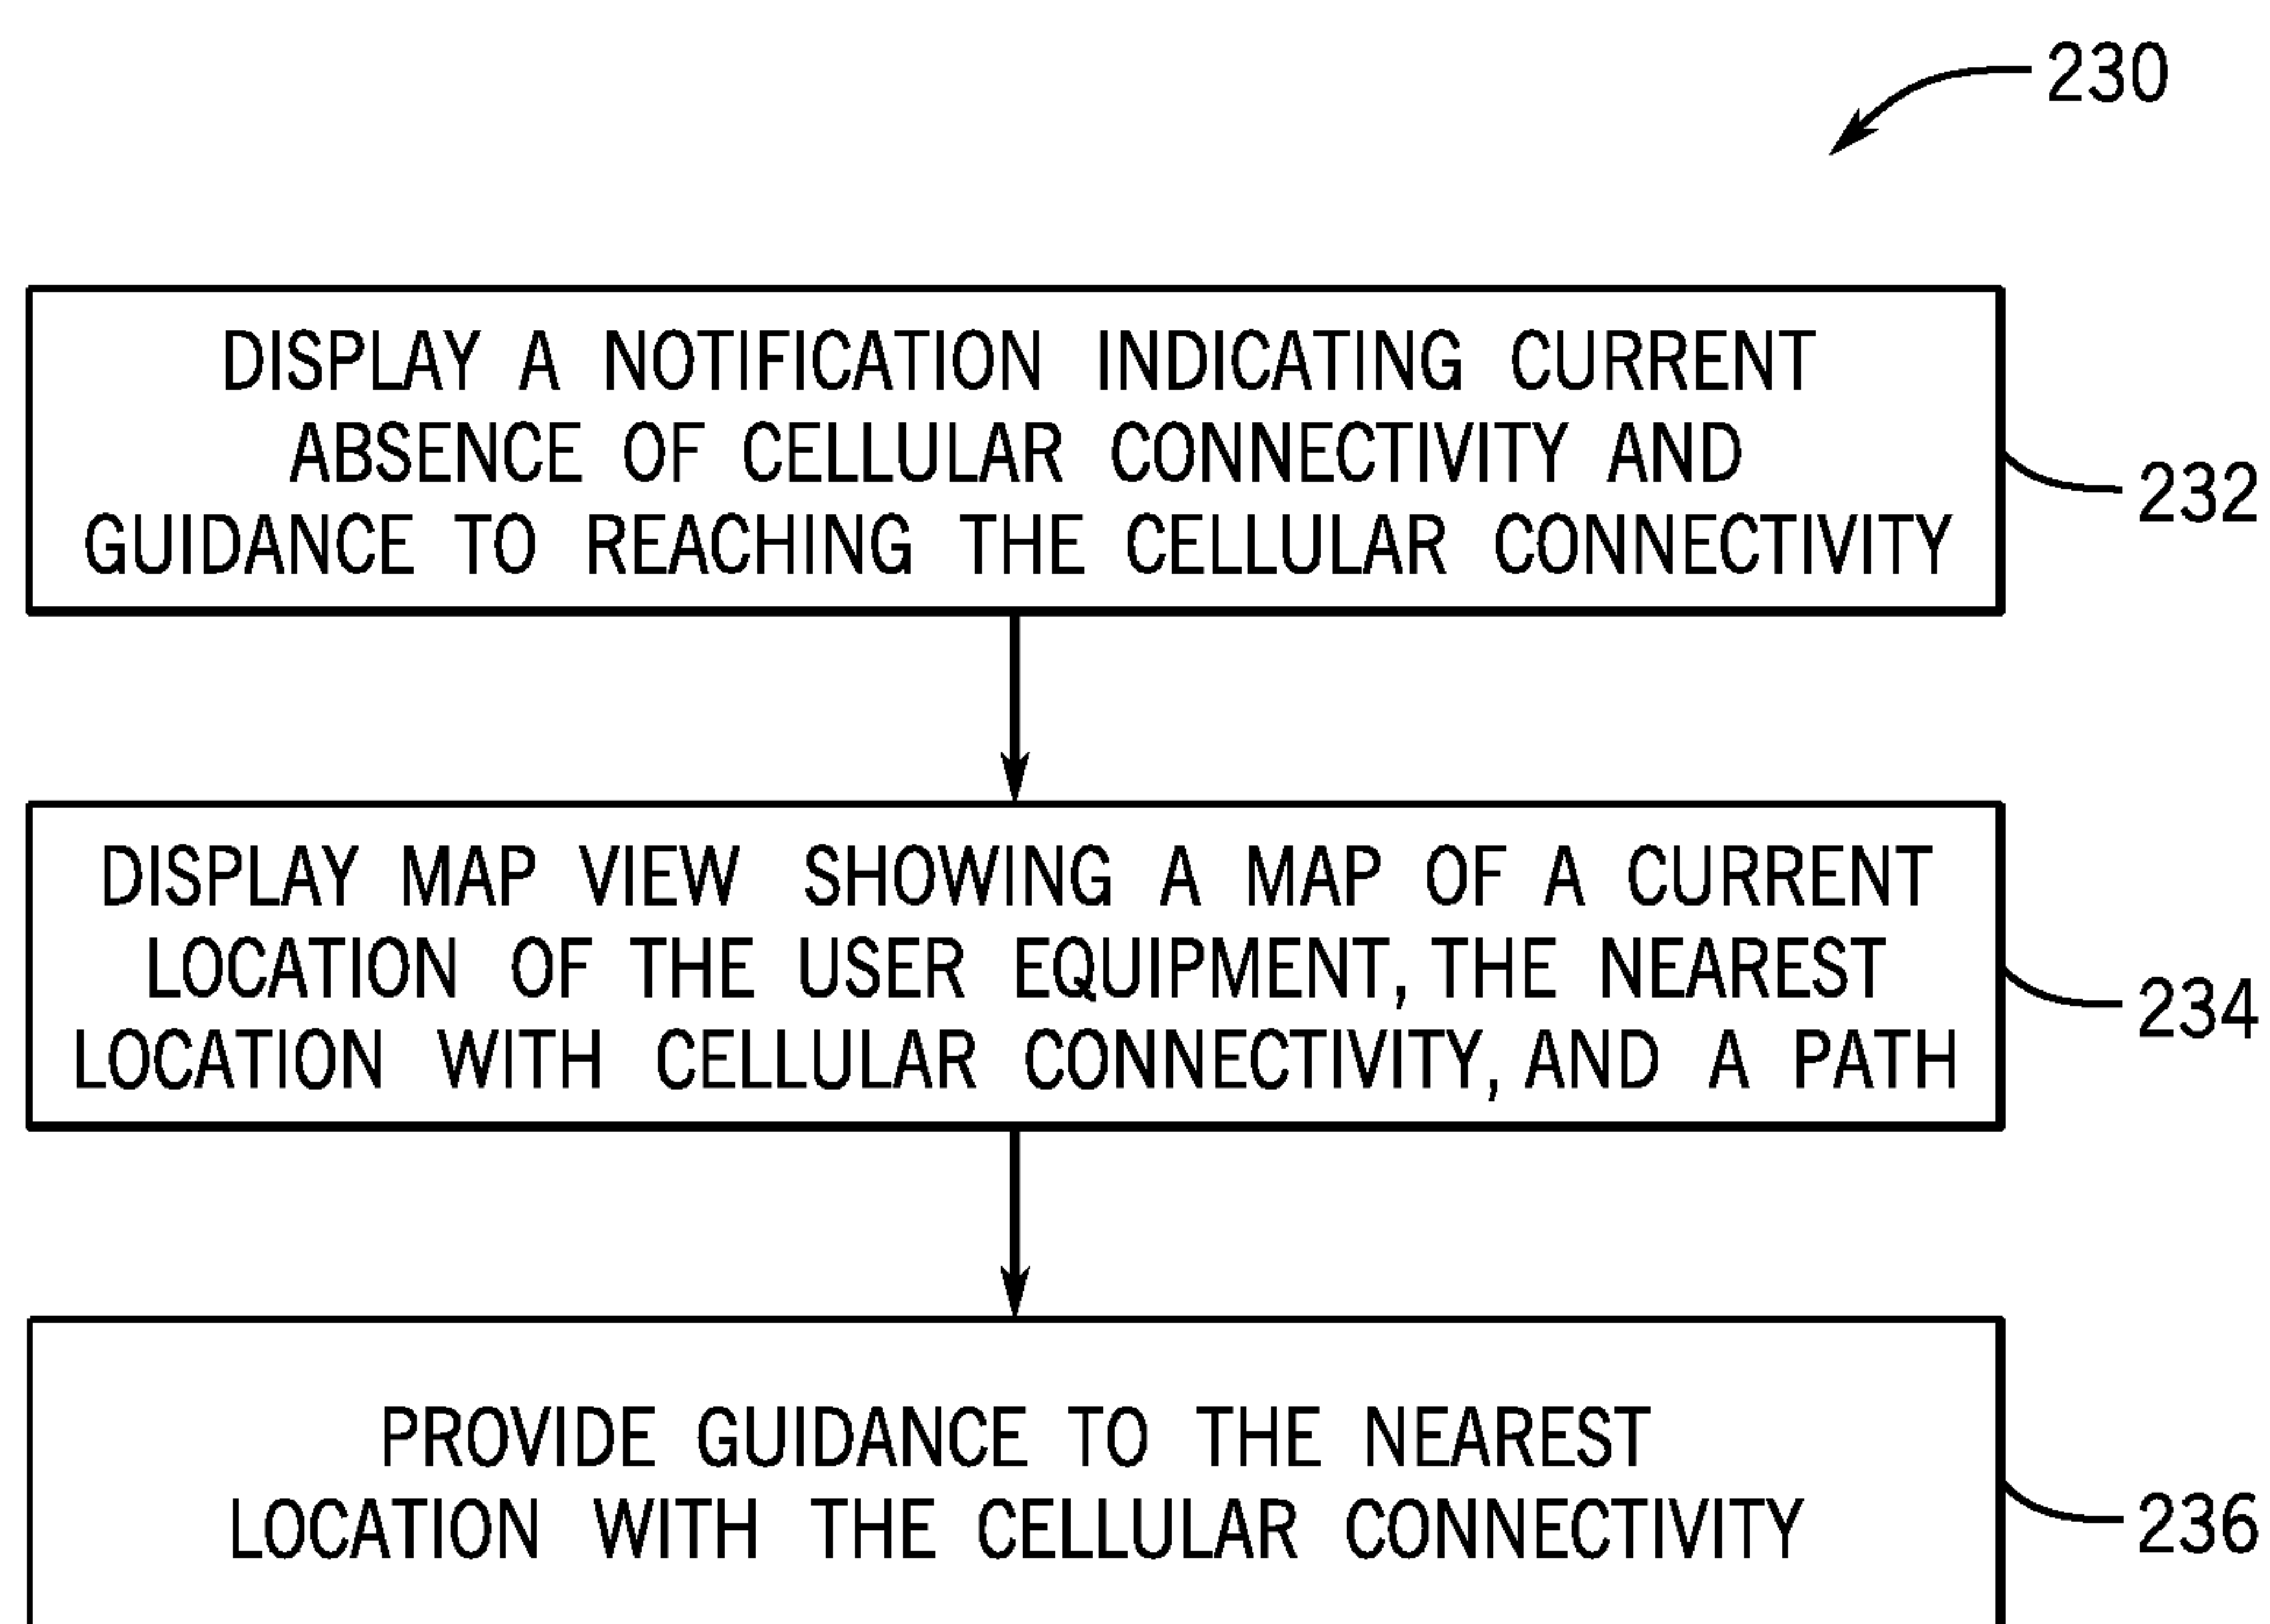 230
DISPLAY A NOTIFICATION INDICATING CURRENT
ABSENCE OF CELLULAR CONNECTIVITY AND
GUIDANCE TO REACHING THE CELLULAR CONNECTIVITY
232
DISPLAY MAP VIEW SHOWING A MAP OF A CURRENT
LOCATION OF THE USER EQUIPMENT, THE NEAREST
LOCATION WITH CELLULAR CONNECTIVITY, AND A PATH
234
PROVIDE GUIDANCE TO THE NEAREST
LOCATION WITH THE CELLULAR CONNECTIVITY
236